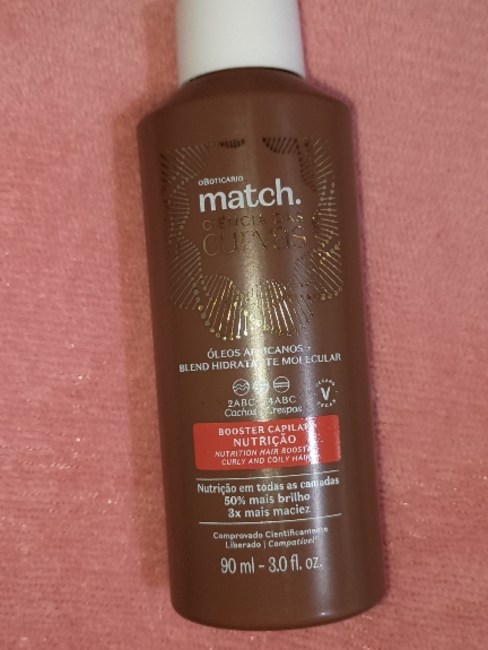 oBOTICÁRIO
match.
CIÊNCIA DAS
curvas
ÓLEOS AFRICANOS +
BLEND HIDRATANTE MOLECULAR
2ABC 4ABC
Cachos Crespos
VEGANO
V
VEGAN
BOOSTER CAPILAR
NUTRIÇÃO
NUTRITION HAIR BOOSTER
CURLY AND COILY HAIR
Nutrição em todas as camadas
50% mais brilho
3x mais maciez
Comprovado Cientificamente
Liberado | Compatível*
90 ml - 3.0 fl. oz.